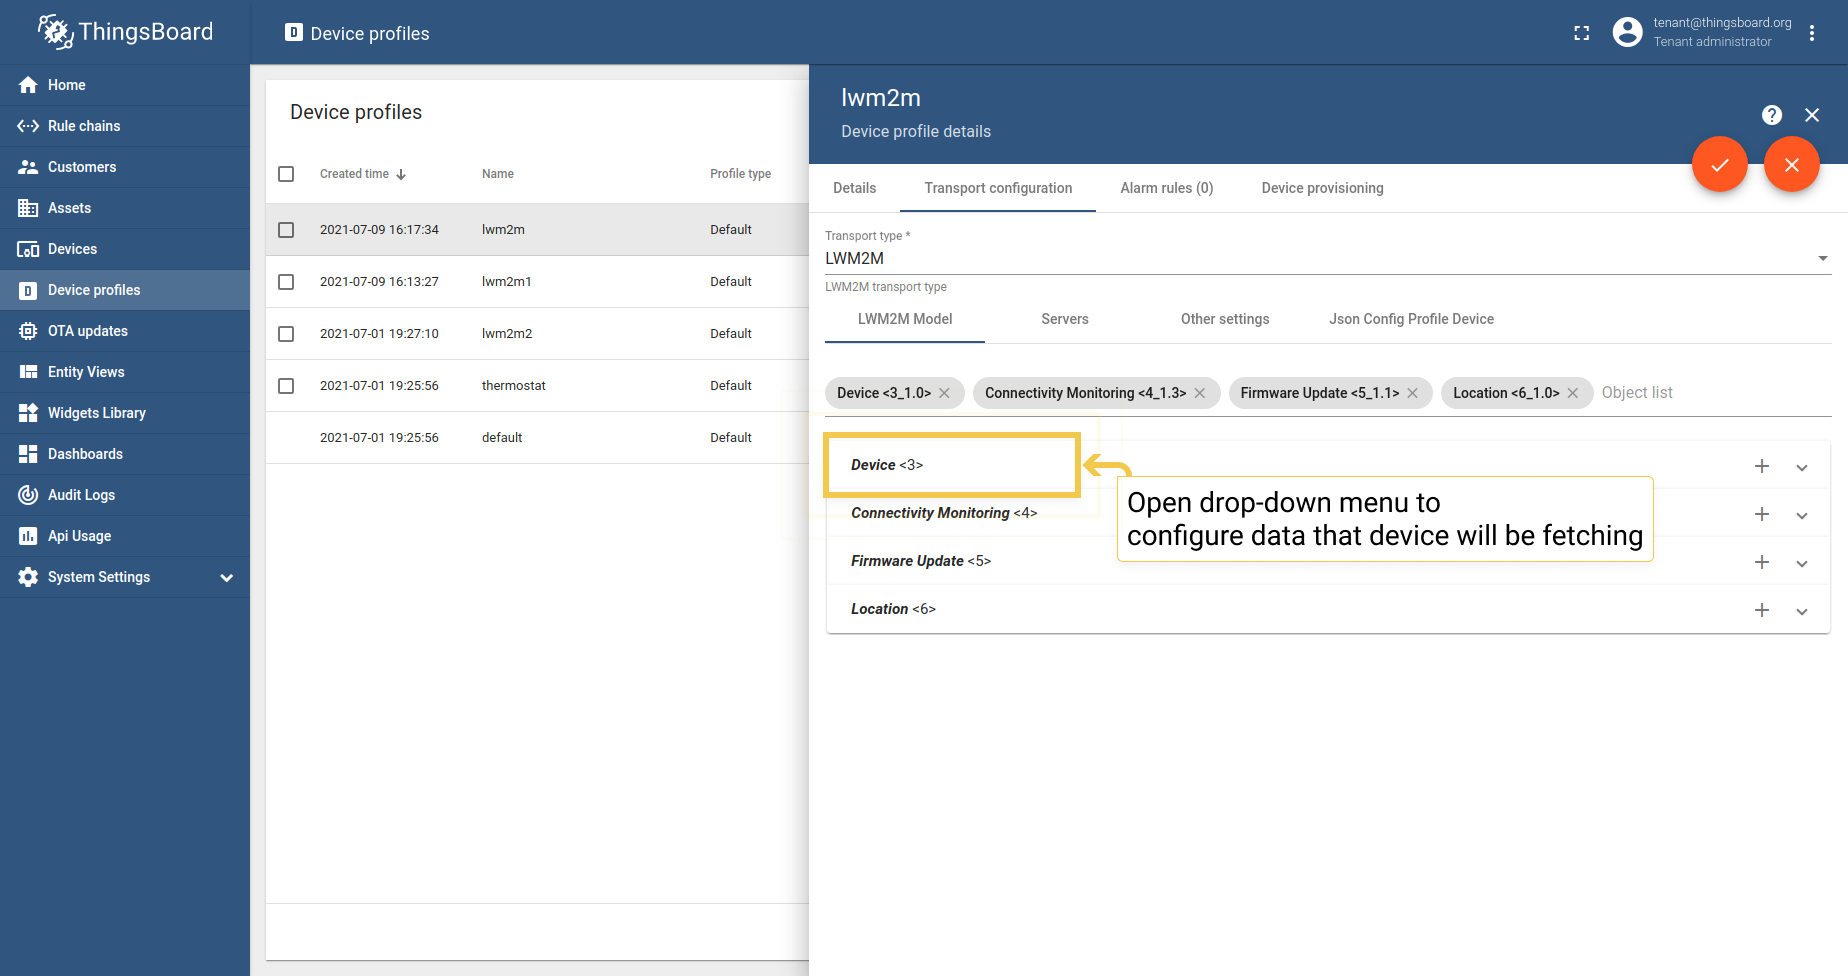 ThingsBoard
Device profiles
tenant@thingsboard.org
Tenant administrator
Home
Rule chains
Customers
Assets
Devices
Device profiles
OTA updates
Entity Views
Widgets Library
Dashboards
Audit Logs
Api Usage
System Settings
Device profiles
Created time Name Profile type
2021-07-09 16:17:34 lwm2m Default
2021-07-09 16:13:27 lwm2m1 Default
2021-07-01 19:27:10 lwm2m2 Default
2021-07-01 19:25:56 thermostat Default
2021-07-01 19:25:56 default Default
lwm2m
Device profile details
Details Transport configuration Alarm rules (0) Device provisioning
Transport type *
LWM2M
LWM2M transport type
LWM2M Model Servers Other settings Json Config Profile Device
Device <3_1.0> Connectivity Monitoring <4_1.3> Firmware Update <5_1.1> Location <6_1.0> Object list
Device <3>
Connectivity Monitoring <4>
Firmware Update <5>
Location <6>
Open drop-down menu to
configure data that device will be fetching